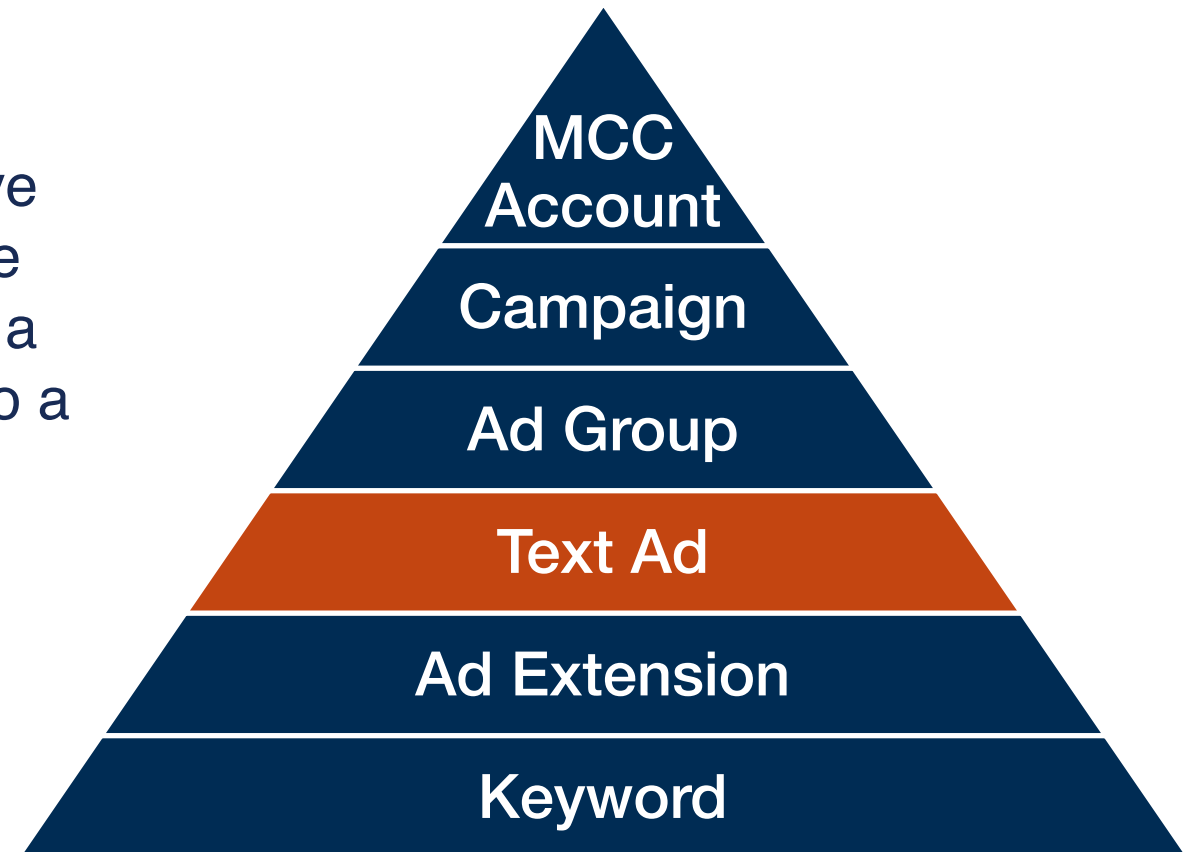 MCC
Account
Campaign
Ad Group
Text Ad
Ad Extension
Keyword
a
a